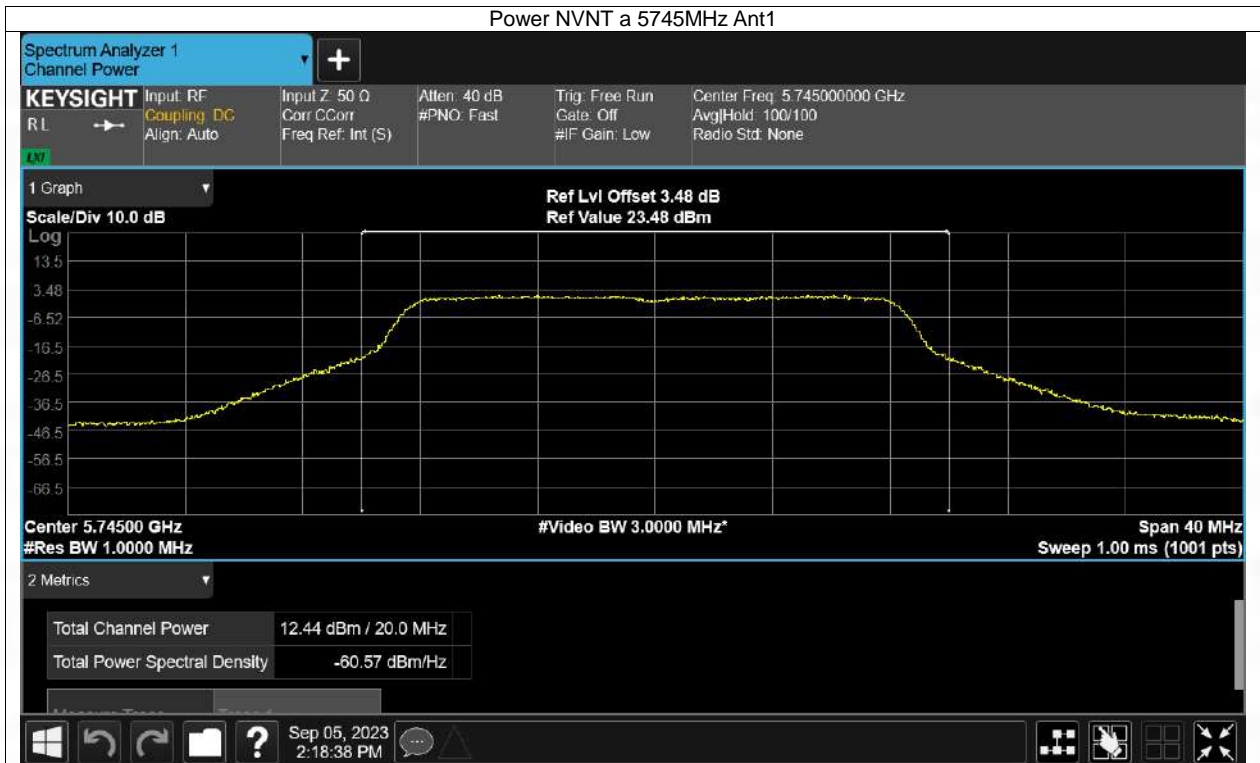 Power NVNT a 5745MHz Ant1
Spectrum Analyzer 1
Channel Power
+
KEYSIGHT
RL
LXI
Input: RF
Coupling: DC
Align: Auto
Input Z: 50 Ω
Corr CCorr
Freq Ref: Int (S)
Atten: 40 dB
#PNO: Fast
Trig: Free Run
Gate: Off
#IF Gain: Low
Center Freq: 5.745000000 GHz
Avg|Hold: 100/100
Radio Std: None
1 Graph
Scale/Div 10.0 dB
Ref Lvl Offset 3.48 dB
Ref Value 23.48 dBm
Log
13.5
3.48
-6.52
-16.5
-26.5
-36.5
-46.5
-56.5
-66.5
Center 5.74500 GHz
#Res BW 1.0000 MHz
#Video BW 3.0000 MHz*
Span 40 MHz
Sweep 1.00 ms (1001 pts)
2 Metrics
Total Channel Power 12.44 dBm / 20.0 MHz
Total Power Spectral Density -60.57 dBm/Hz
?
Sep 05, 2023
2:18:38 PM